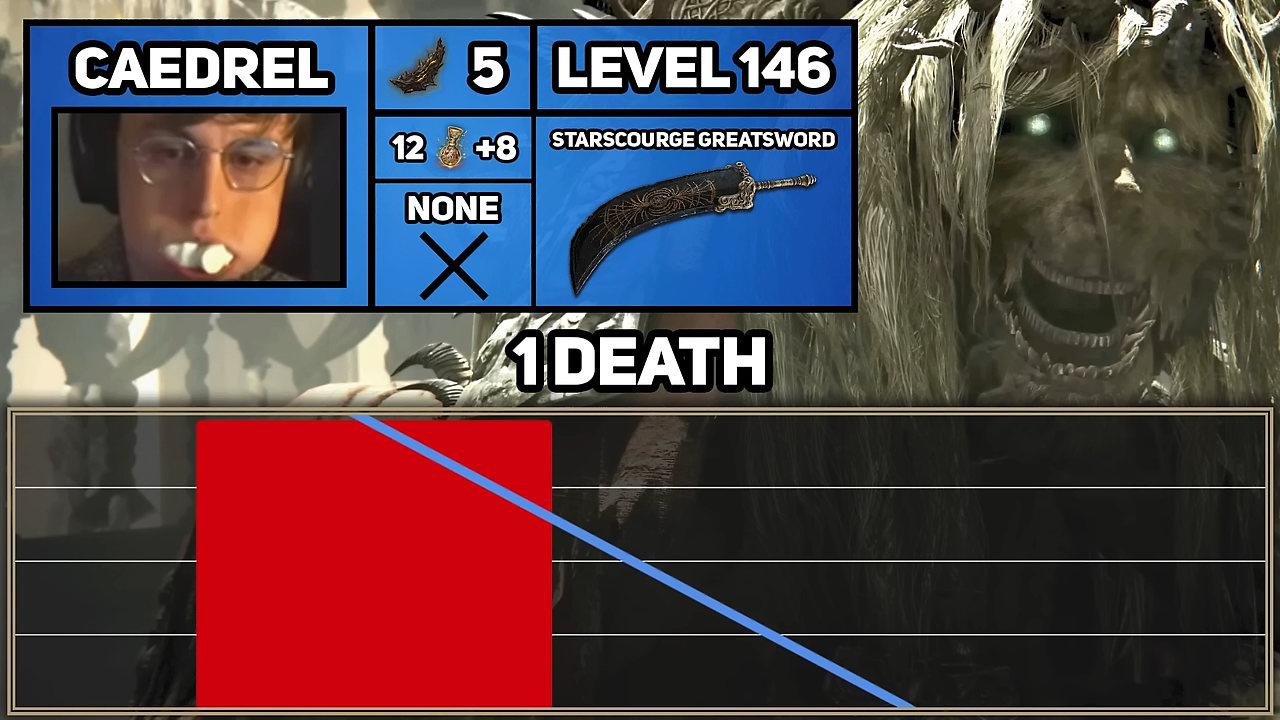 CAEDREL
5
LEVEL 146
12 +8
STARSCOURGE GREATSWORD
NONE
1 DEATH